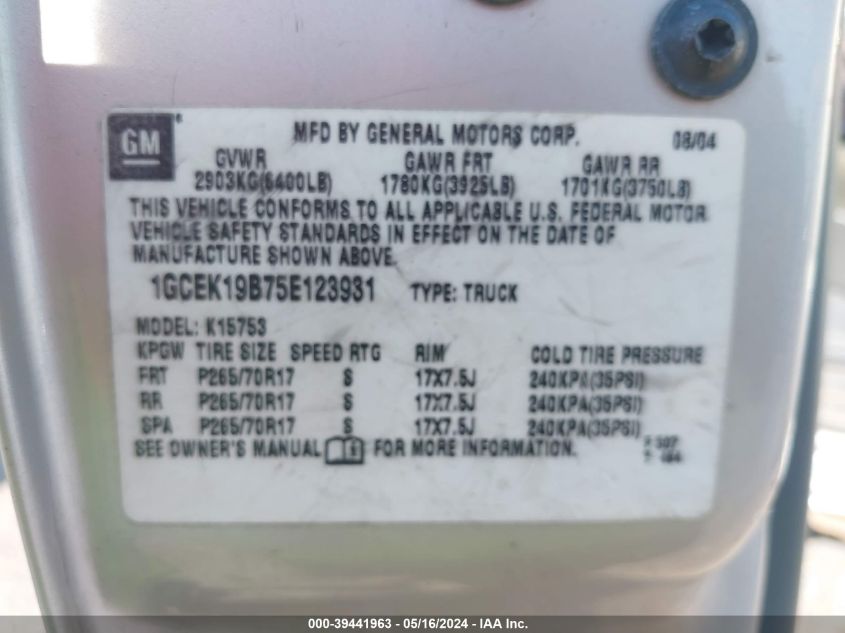 GM MFD BY GENERAL MOTORS CORP. 08/04
GVWR GAWR FRT GAWR RR
2903KG(6400LB) 1780KG(3925LB) 1701KG(3750LB)
THIS VEHICLE CONFORMS TO ALL APPLICABLE U.S. FEDERAL MOTOR
VEHICLE SAFETY STANDARDS IN EFFECT ON THE DATE OF
MANUFACTURE SHOWN ABOVE.
1GCEK19B75E123931 TYPE: TRUCK
MODEL: K15753
KPGW TIRE SIZE SPEED RTG RIM COLD TIRE PRESSURE
FRT P265/70R17 S 17X7.5J 240KPA(35PSI)
RR P265/70R17 S 17X7.5J 240KPA(35PSI)
SPA P265/70R17 S 17X7.5J 240KPA(35PSI)
SEE OWNER'S MANUAL FOR MORE INFORMATION.
000-39441963 - 05/16/2024 - IAA Inc.